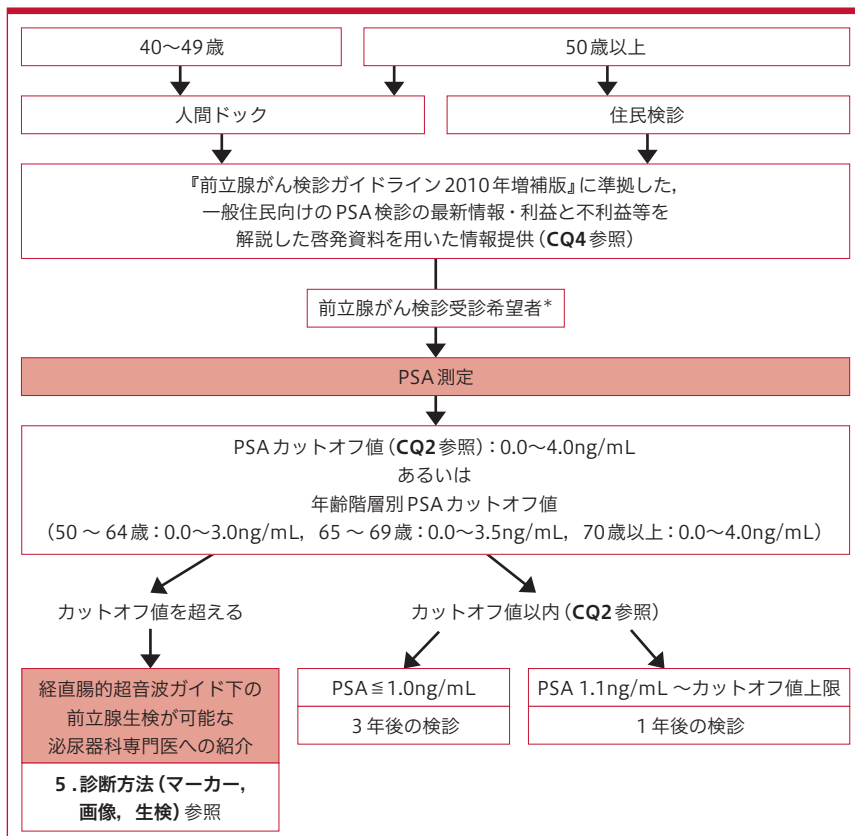 40～49歳
50歳以上
人間ドック
住民検診
『前立腺がん検診ガイドライン2010年増補版』に準拠した，
一般住民向けのPSA検診の最新情報・利益と不利益等を
解説した啓発資料を用いた情報提供（CQ4参照）
前立腺がん検診受診希望者*
PSA測定
PSAカットオフ値（CQ2参照）：0.0～4.0ng/mL
あるいは
年齢階層別PSAカットオフ値
（50 ～ 64歳：0.0～3.0ng/mL，65 ～ 69歳：0.0～3.5ng/mL，70歳以上：0.0～4.0ng/mL）
カットオフ値を超える
カットオフ値以内（CQ2参照）
経直腸的超音波ガイド下の
前立腺生検が可能な
泌尿器科専門医への紹介
5．診断方法（マーカー，
画像，生検）参照
PSA≦1.0ng/mL
3年後の検診
PSA 1.1ng/mL ～カットオフ値上限
1年後の検診